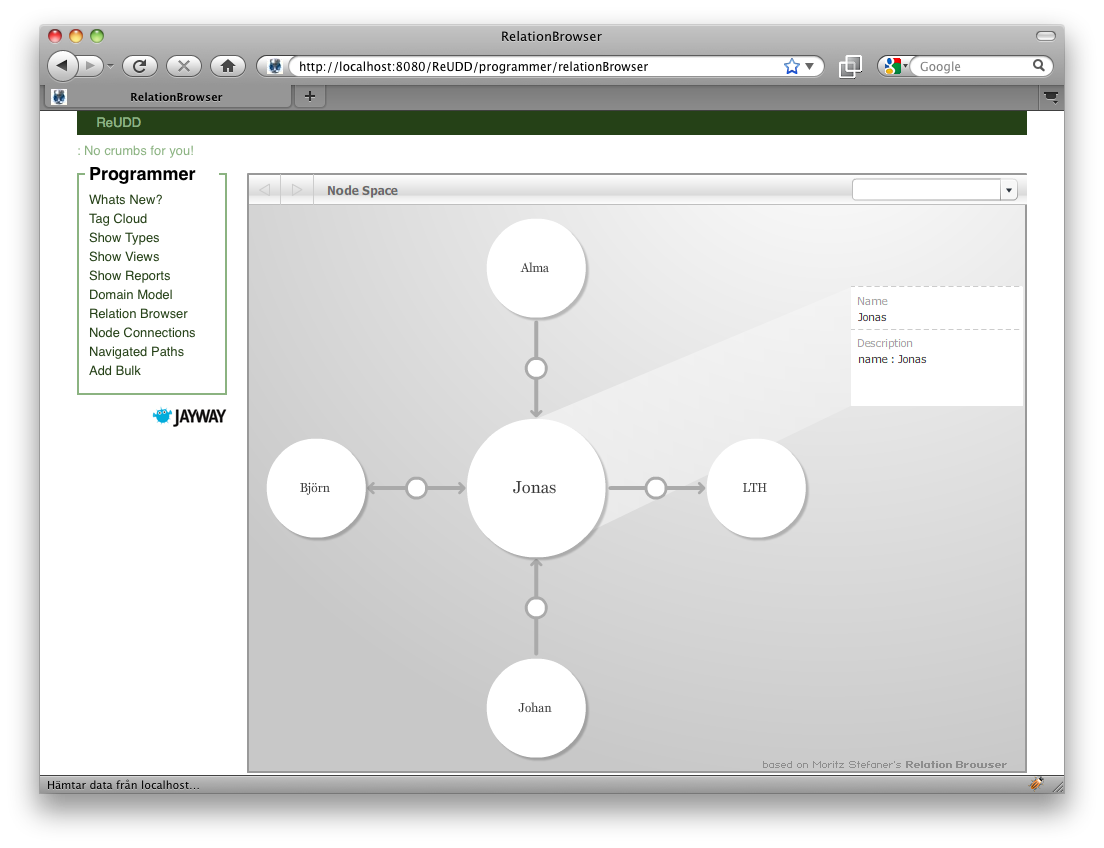 RelationBrowser
http://localhost:8080/ReUDD/programmer/relationBrowser
Google
RelationBrowser
ReUDD
: No crumbs for you!
Programmer
Whats New?
Tag Cloud
Show Types
Show Views
Show Reports
Domain Model
Relation Browser
Node Connections
Navigated Paths
Add Bulk
JAYWAY
Node Space
Alma
Name
Jonas
Description
name : Jonas
Björn
Jonas
LTH
Johan
based on Moritz Stefaner's Relation Browser
Hämtar data från localhost...